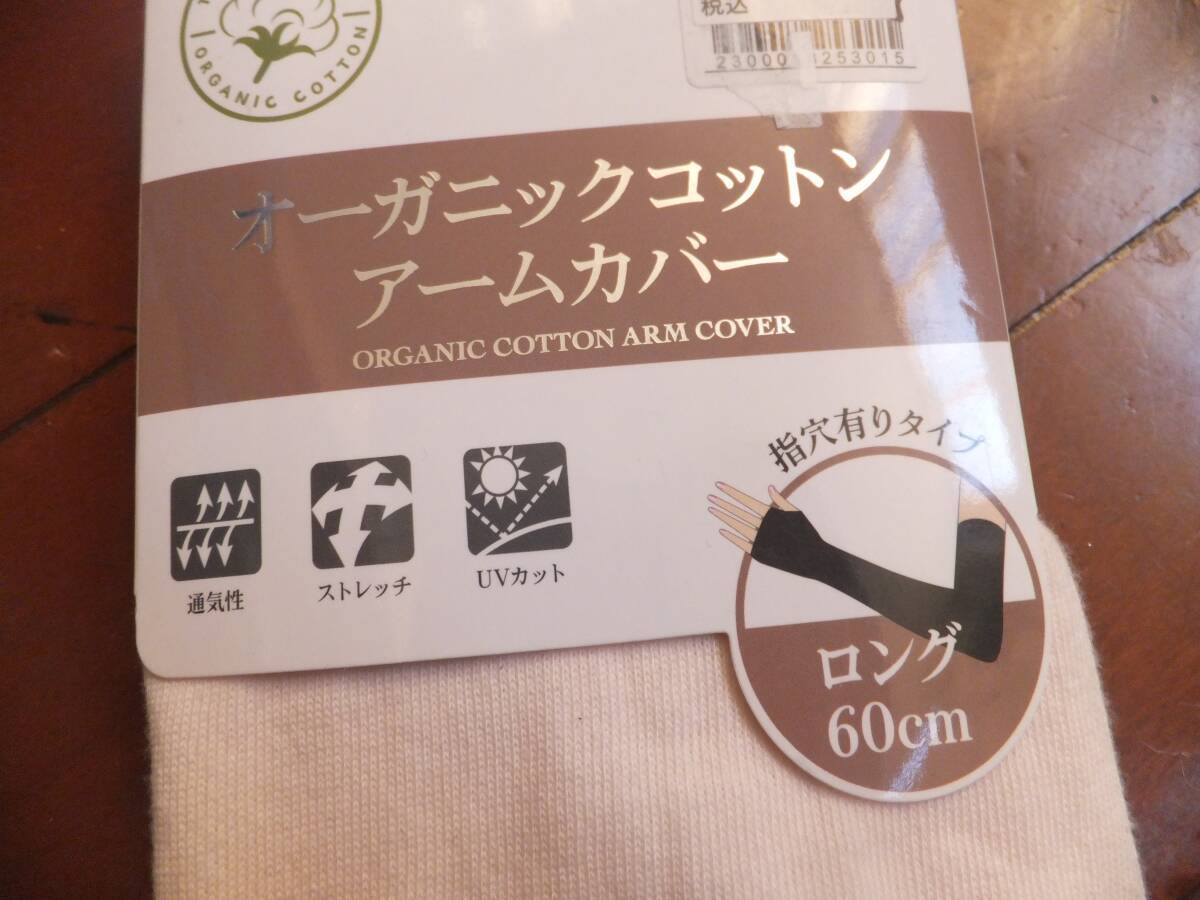 ORGANIC COTTON
税込
オーガニックコットン
アームカバー
ORGANIC COTTON ARM COVER
指穴有りタイプ
通気性
ストレッチ
UVカット
ロング
60cm